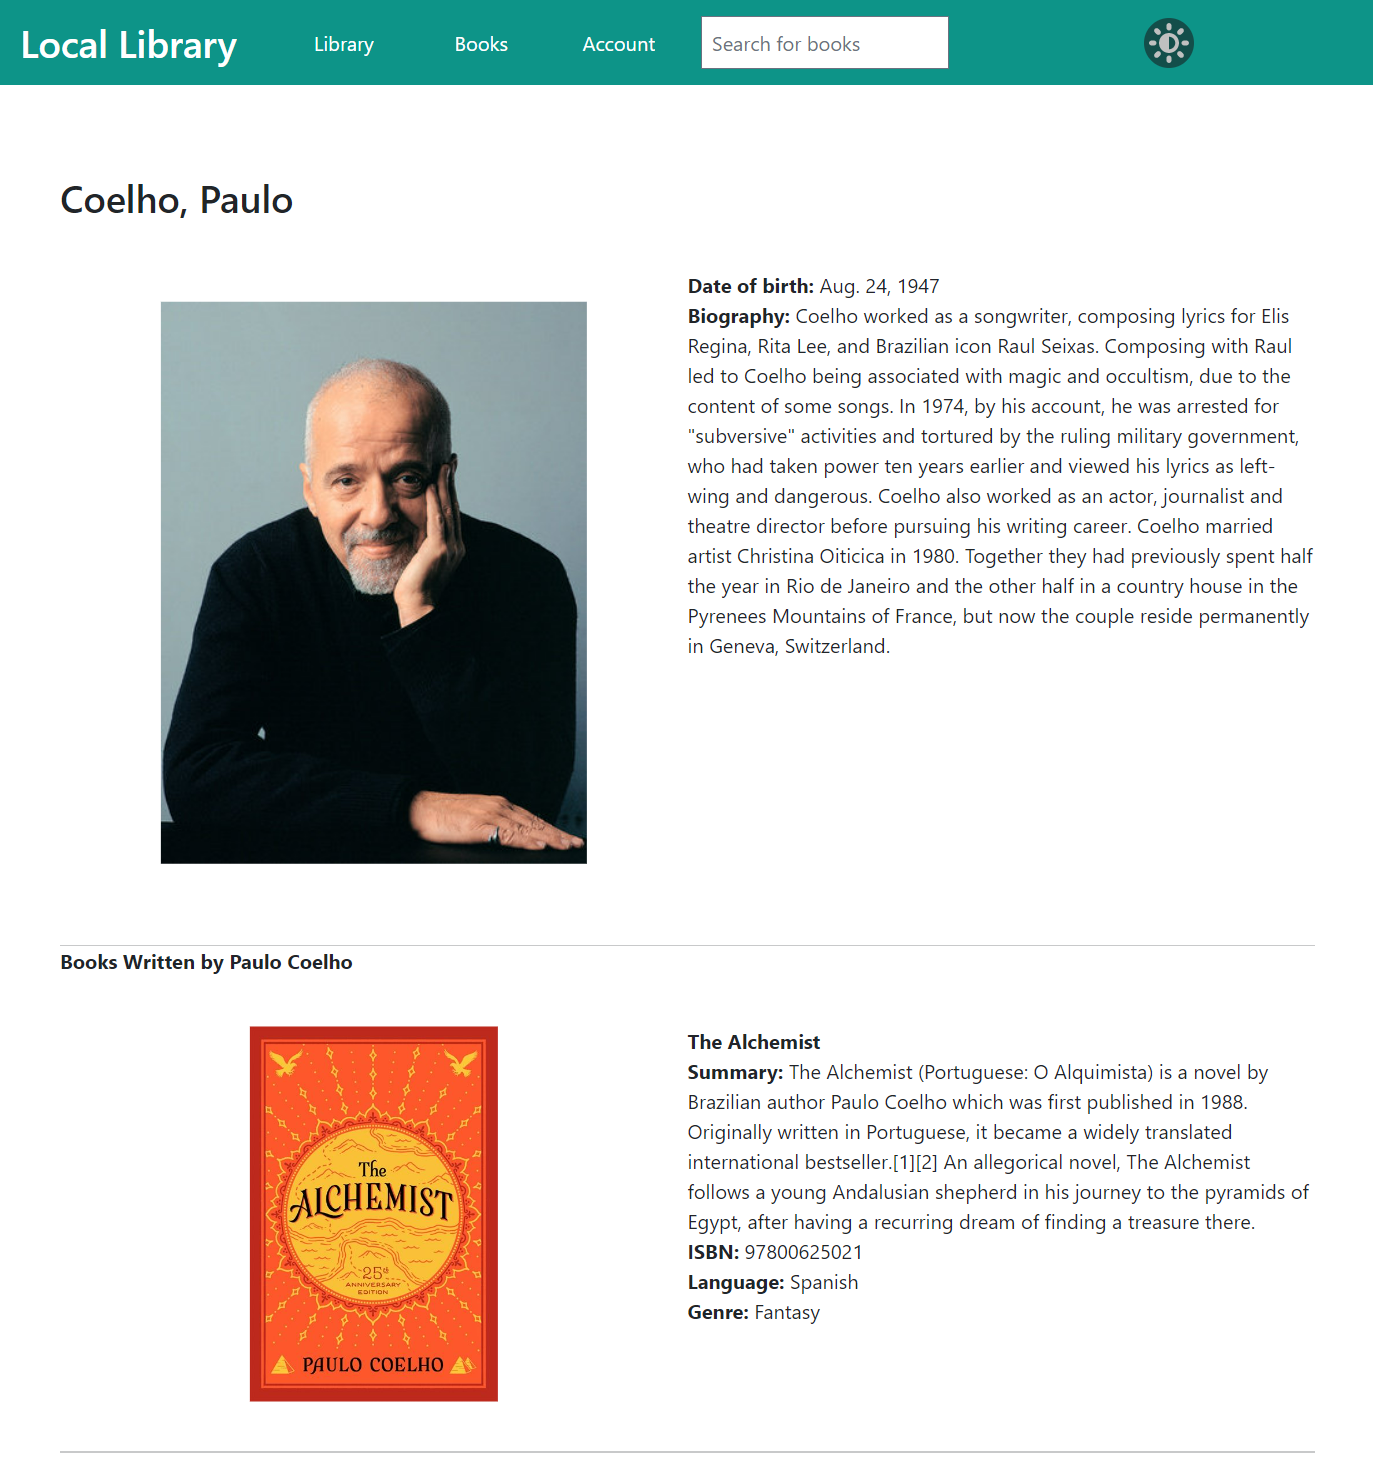 Local Library Library Books Account Search for books
Coelho, Paulo
Date of birth: Aug. 24, 1947
Biography: Coelho worked as a songwriter, composing lyrics for Elis
Regina, Rita Lee, and Brazilian icon Raul Seixas. Composing with Raul
led to Coelho being associated with magic and occultism, due to the
content of some songs. In 1974, by his account, he was arrested for
"subversive" activities and tortured by the ruling military government,
who had taken power ten years earlier and viewed his lyrics as left-
wing and dangerous. Coelho also worked as an actor, journalist and
theatre director before pursuing his writing career. Coelho married
artist Christina Oiticica in 1980. Together they had previously spent half
the year in Rio de Janeiro and the other half in a country house in the
Pyrenees Mountains of France, but now the couple reside permanently
in Geneva, Switzerland.
Books Written by Paulo Coelho
The
ALCHEMIST
25th
ANNIVERSARY
EDITION
PAULO COELHO
The Alchemist
Summary: The Alchemist (Portuguese: O Alquimista) is a novel by
Brazilian author Paulo Coelho which was first published in 1988.
Originally written in Portuguese, it became a widely translated
international bestseller.[1][2] An allegorical novel, The Alchemist
follows a young Andalusian shepherd in his journey to the pyramids of
Egypt, after having a recurring dream of finding a treasure there.
ISBN: 97800625021
Language: Spanish
Genre: Fantasy